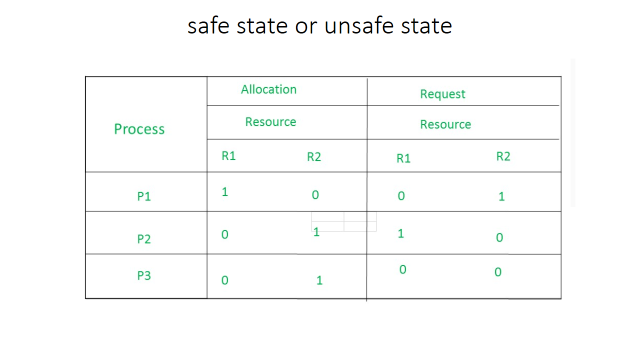 safe state or unsafe state
Process
Allocation
Request
Resource
Resource
R1 R2 R1 R2
P1 1 0 0 1
P2 0 1 1 0
P3 0 1 0 0